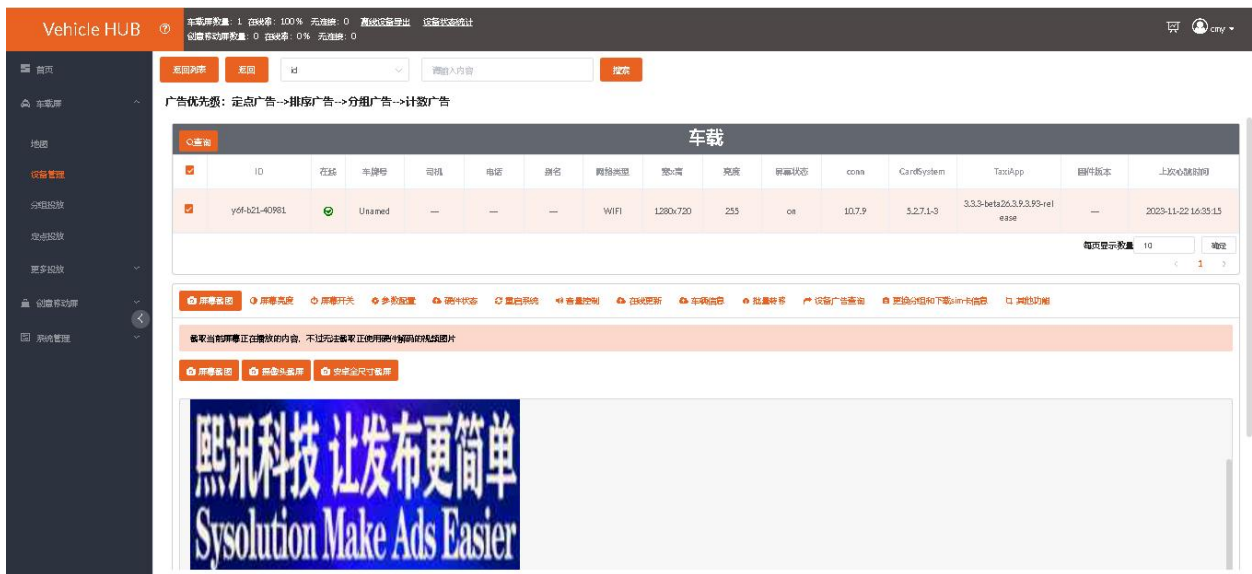 Vehicle HUB
车载屏数量: 1 在线率: 100% 无连接: 0 离线设备导出 设备状态统计
创意移动屏数量: 0 在线率: 0% 无连接: 0
cmy
首页
车载屏
地图
设备管理
分组投放
定点投放
更多投放
创意移动屏
系统管理
返回列表 返回 id 请输入内容 搜索
广告优先级: 定点广告-->排序广告-->分组广告-->计数广告
查询 车载
ID 在线 车牌号 司机 电话 别名 网络类型 宽x高 亮度 屏幕状态 conn CardSystem TaxiApp 固件版本 上次心跳时间
y6f-b21-40981 Unamed — — — WIFI 1280x720 255 on 10.7.9 5.2.7.1-3 3.3.3-beta26.3.9.3.93-rel — 2023-11-22 16:35:15
ease
每页显示数量 10 确定
< 1 >
屏幕截图 屏幕亮度 屏幕开关 参数配置 硬件状态 重启系统 音量控制 在线更新 车辆信息 批量转移 设备广告查询 更换分组和下载sim卡信息 其他功能
截取当前屏幕正在播放的内容, 不过无法截取正使用硬件解码的视频图片
屏幕截图 摄像头截屏 安卓全尺寸截屏
熙讯科技 让发布更简单
Sysolution Make Ads Easier